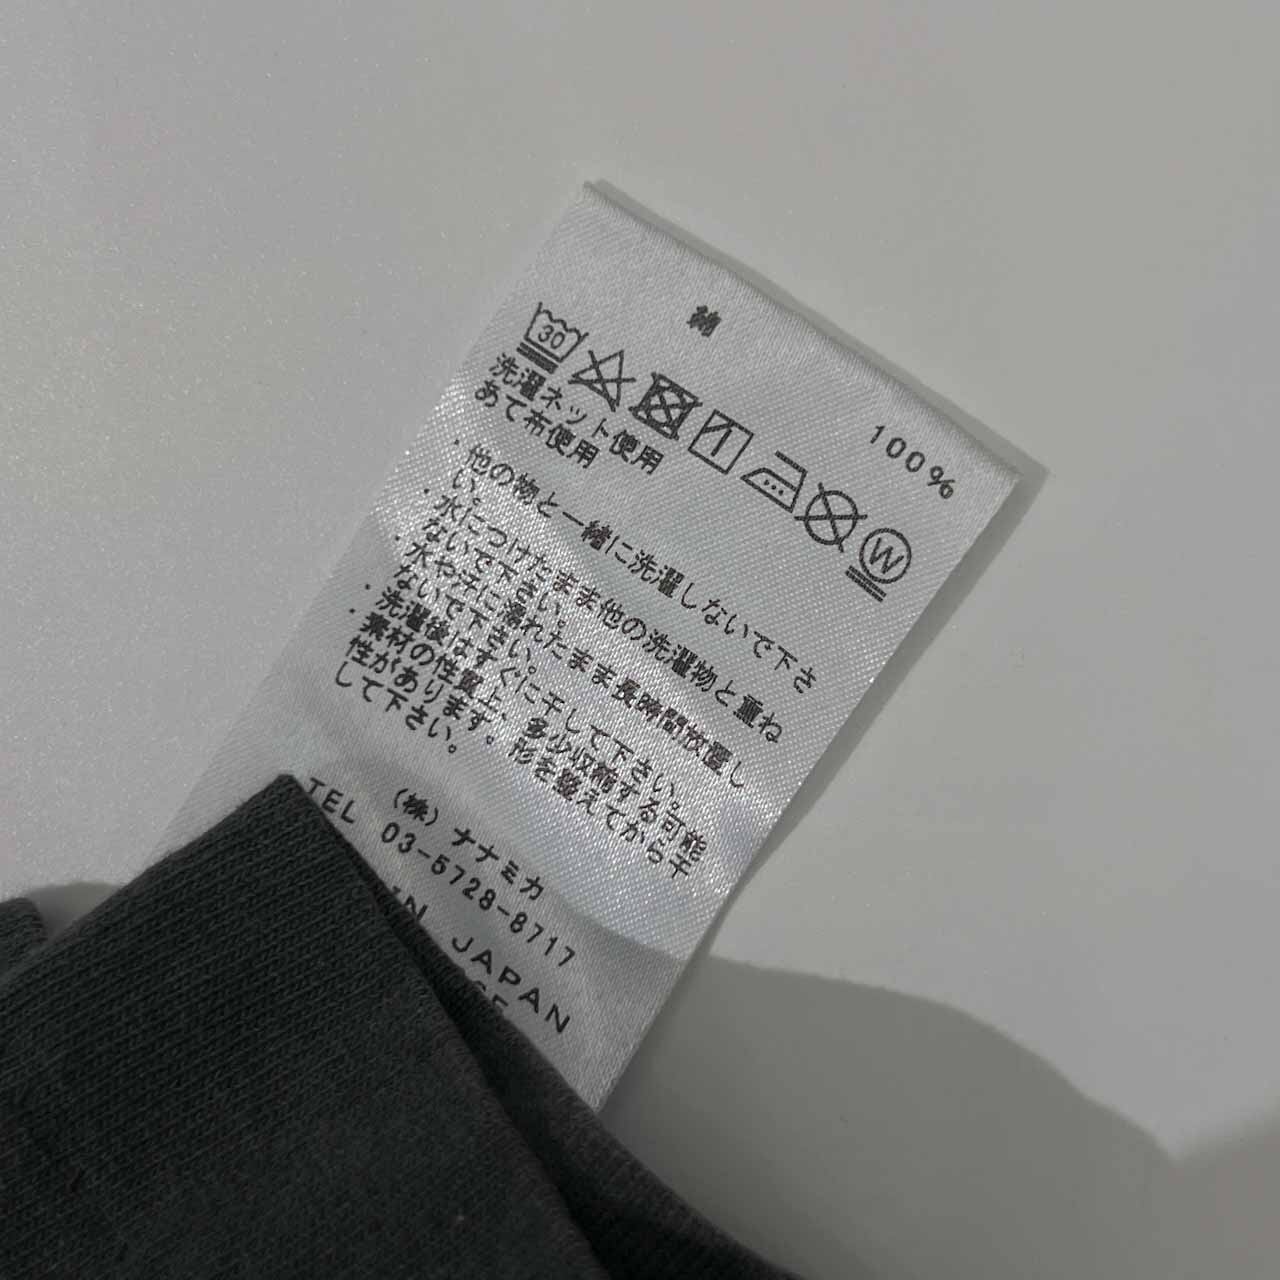 綿 100%
30
W
洗濯ネット使用
あて布使用
・他の物と一緒に洗濯しないで下さ
い。
・水につけたまま他の洗濯物と重ね
ないで下さい。
・水や汗に濡れたまま長時間放置し
ないで下さい。
・洗濯後はすぐに干して下さい。
・素材の性質上、多少収縮する可能
性があります。形を整えてから干
して下さい。
(株)ナナミカ
TEL 03-5728-8717
IN JAPAN